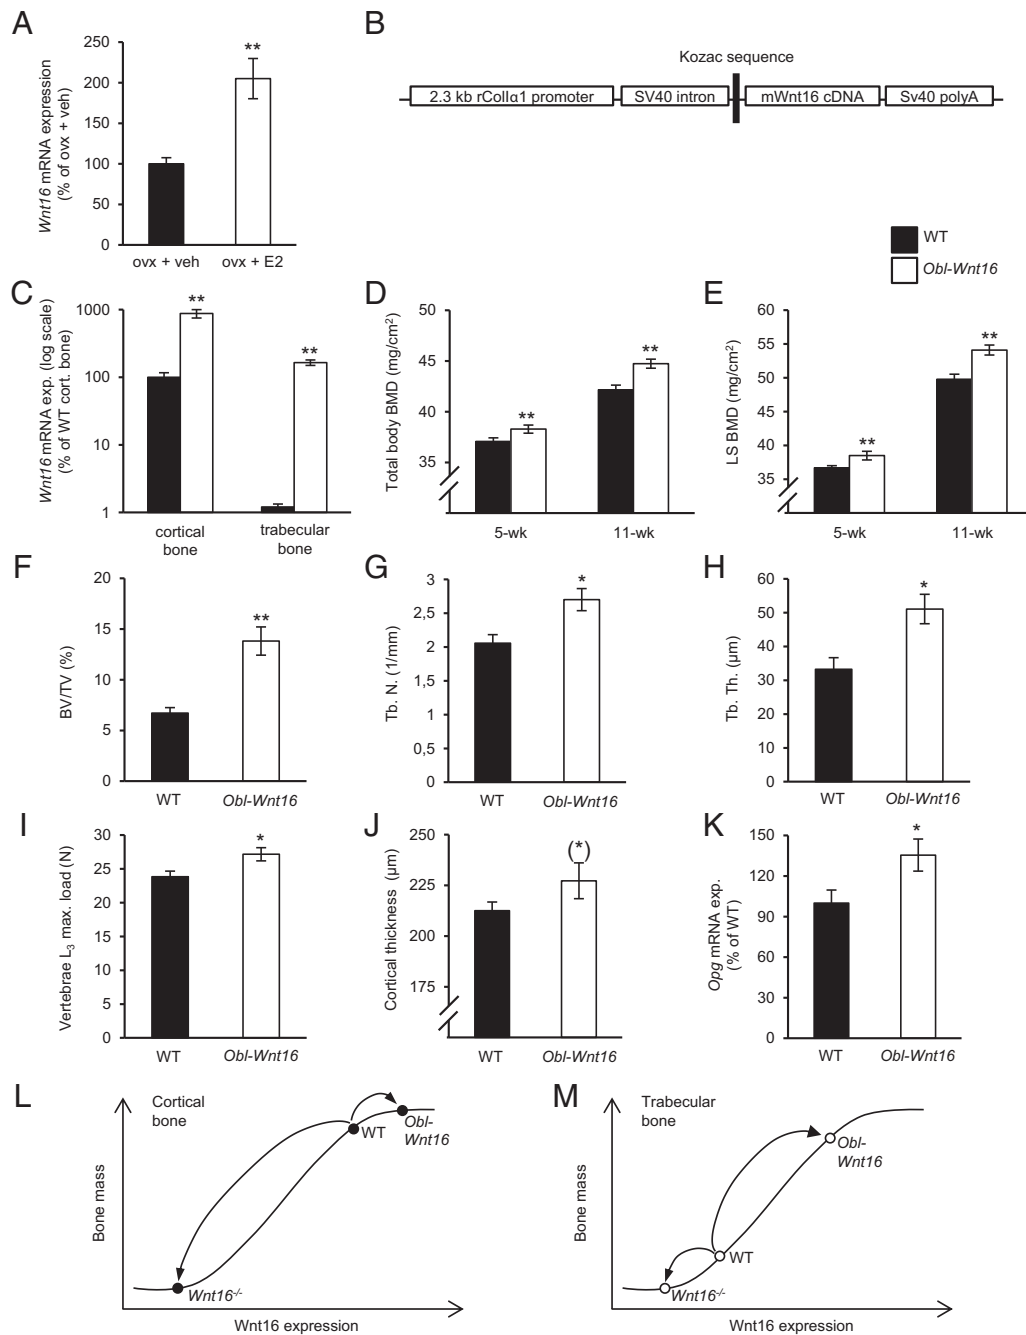 A
Wnt16 mRNA expression
(% of ovx + veh)
250
200
150
100
50
0
**
ovx + veh
ovx + E2
B
Kozac sequence
2.3 kb rColIα1 promoter
SV40 intron
mWnt16 cDNA
Sv40 polyA
WT
Obl-Wnt16
C
Wnt16 mRNA exp. (log scale)
(% of WT cort. bone)
1000
100
10
1
**
**
cortical
bone
trabecular
bone
D
Total body BMD (mg/cm2)
50
45
40
35
**
**
5-wk
11-wk
E
LS BMD (mg/cm2)
60
55
50
45
40
35
**
**
5-wk
11-wk
F
BV/TV (%)
20
15
10
5
0
**
WT
Obl-Wnt16
G
Tb. N. (1/mm)
3
2,5
2
1,5
1
0,5
0
*
WT
Obl-Wnt16
H
Tb. Th. (µm)
60
50
40
30
20
10
0
*
WT
Obl-Wnt16
I
Vertebrae L3 max. load (N)
30
25
20
15
10
5
0
*
WT
Obl-Wnt16
J
Cortical thickness (µm)
250
225
200
175
(*)
WT
Obl-Wnt16
K
Opg mRNA exp.
(% of WT)
150
120
90
60
30
0
*
WT
Obl-Wnt16
L
Cortical
bone
Bone mass
WT
Obl-
Wnt16
Wnt16-/-
Wnt16 expression
M
Trabecular
bone
Bone mass
Obl-
Wnt16
WT
Wnt16-/-
Wnt16 expression